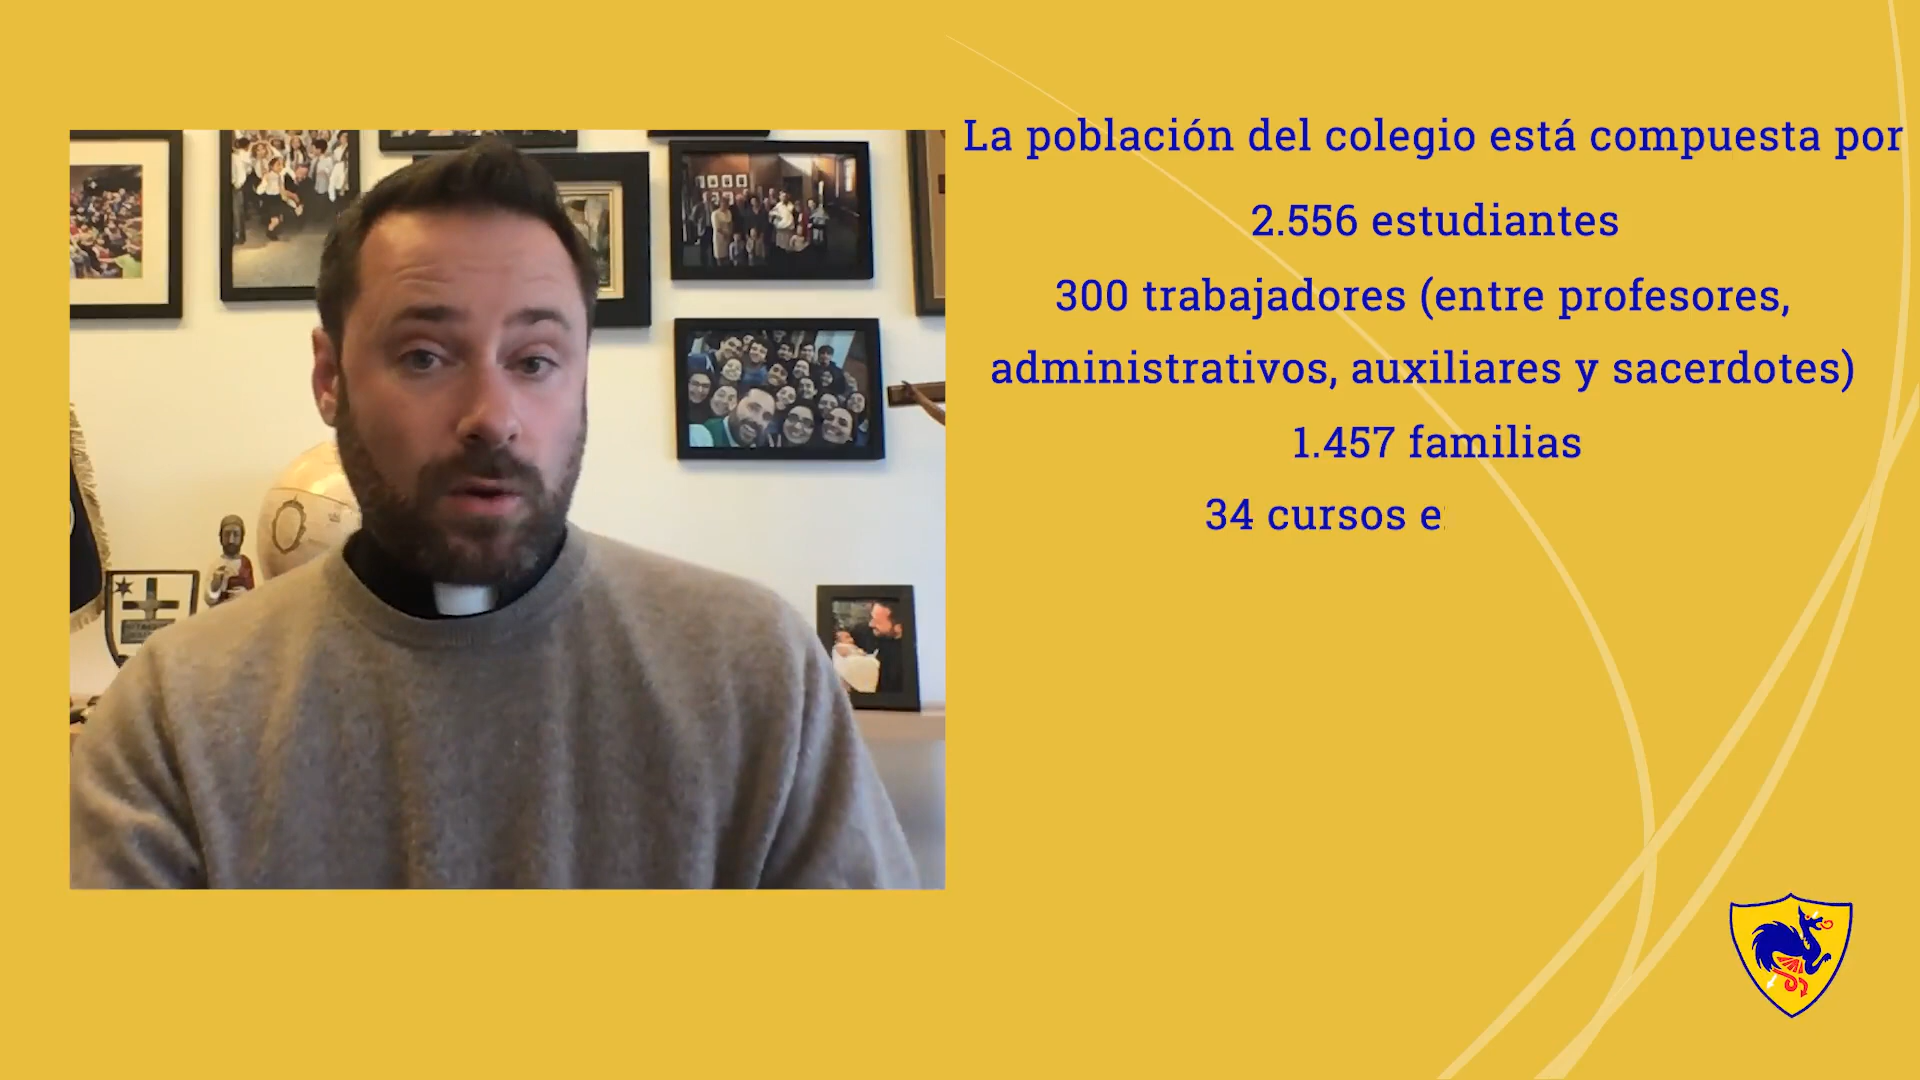 La población del colegio está compuesta por
2.556 estudiantes
300 trabajadores (entre profesores,
administrativos, auxiliares y sacerdotes)
1.457 familias
34 cursos e